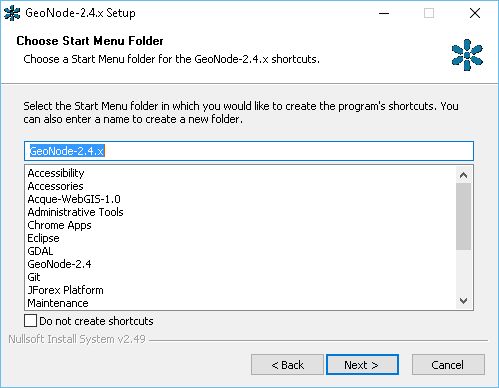 GeoNode-2.4.x Setup
Choose Start Menu Folder
Choose a Start Menu folder for the GeoNode-2.4.x shortcuts.
Select the Start Menu folder in which you would like to create the program's shortcuts. You
can also enter a name to create a new folder.
GeoNode-2.4.x
Accessibility
Accessories
Acque-WebGIS-1.0
Administrative Tools
Chrome Apps
Eclipse
GDAL
GeoNode-2.4
Git
JForex Platform
Maintenance
Do not create shortcuts
Nullsoft Install System v2.49
< Back
Next >
Cancel